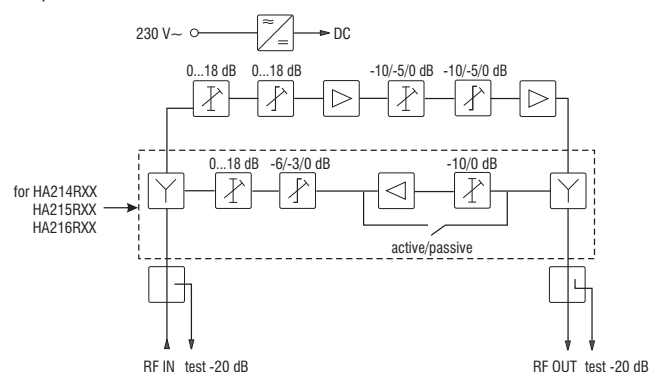 230 V~
DC
0...18 dB
0...18 dB
-10/-5/0 dB
-10/-5/0 dB
0...18 dB
-6/-3/0 dB
-10/0 dB
for HA214RXX
HA215RXX
HA216RXX
active/passive
RF IN
test -20 dB
RF OUT
test -20 dB